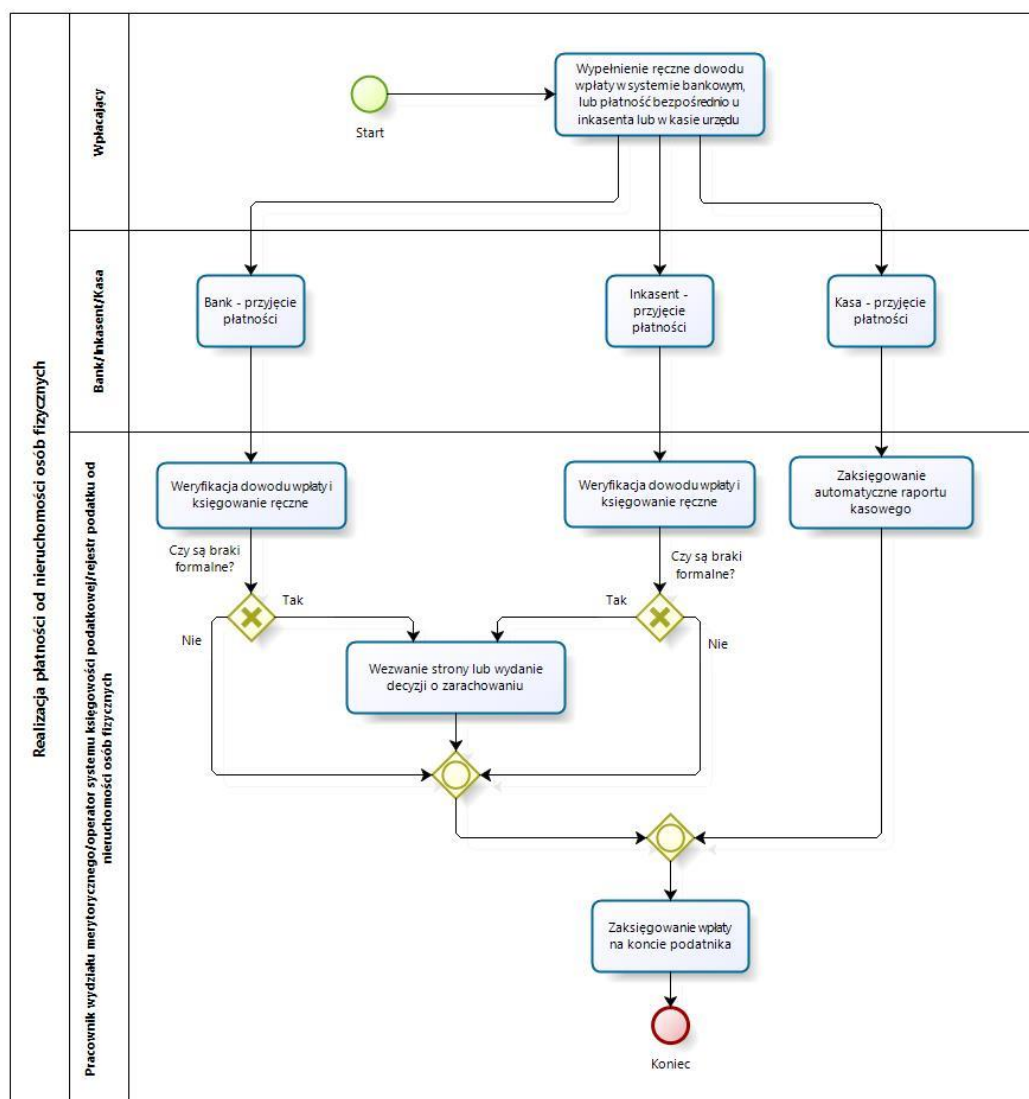 Realizacja płatności od nieruchomości osób fizycznych
Wpłacający
Start
Wypełnienie ręczne dowodu
wpłaty w systemie bankowym,
lub płatność bezpośrednio u
inkasenta lub w kasie urzędu
Bank/Inkasent/Kasa
Bank - przyjęcie
płatności
Inkasent -
przyjęcie
płatności
Kasa - przyjęcie
płatności
Pracownik wydziału merytorycznego/operator systemu księgowości podatkowej/rejestr podatku od
nieruchomości osób fizycznych
Weryfikacja dowodu wpłaty i
księgowanie ręczne
Weryfikacja dowodu wpłaty i
księgowanie ręczne
Zaksięgowanie
automatyczne raportu
kasowego
Czy są braki
formalne?
Czy są braki
formalne?
Tak
Tak
Nie
Nie
Wezwanie strony lub wydanie
decyzji o zarachowaniu
Zaksięgowanie wpłaty
na koncie podatnika
Koniec